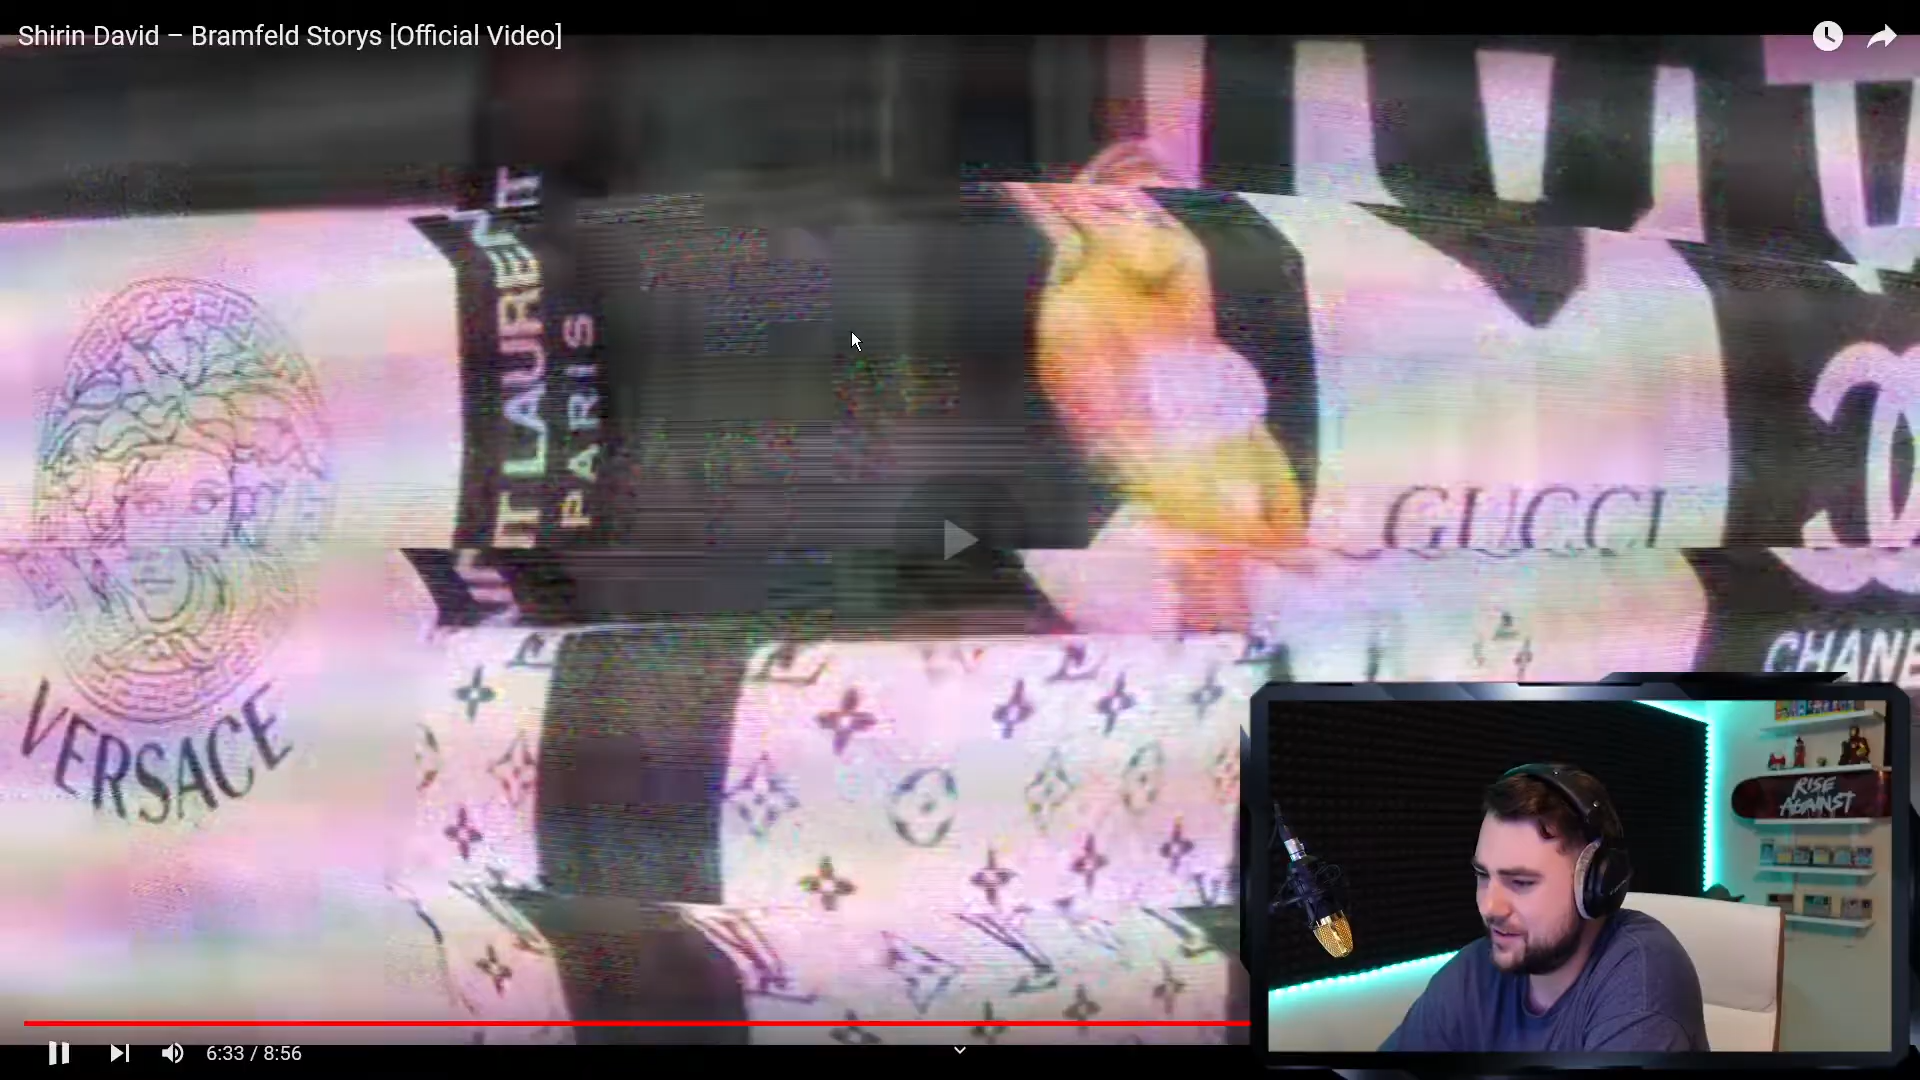 Shirin David – Bramfeld Storys [Official Video]
T LAURENT
PARIS
GUCCI
CHANE
VERSACE
RISE
AGAINST
6:33 / 8:56